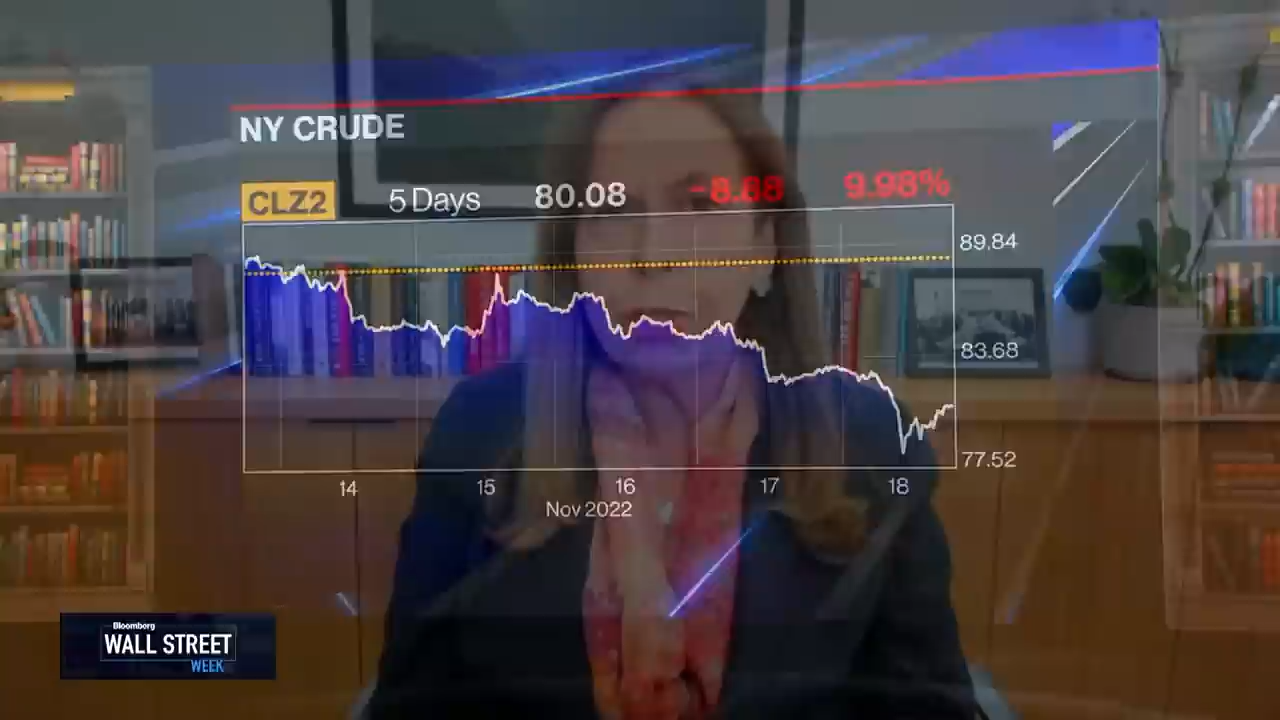 NY CRUDE
CLZ2 5 Days 80.08 -8.88 9.98%
89.84
83.68
77.52
14 15 16 17 18
Nov 2022
Bloomberg
WALL STREET
WEEK